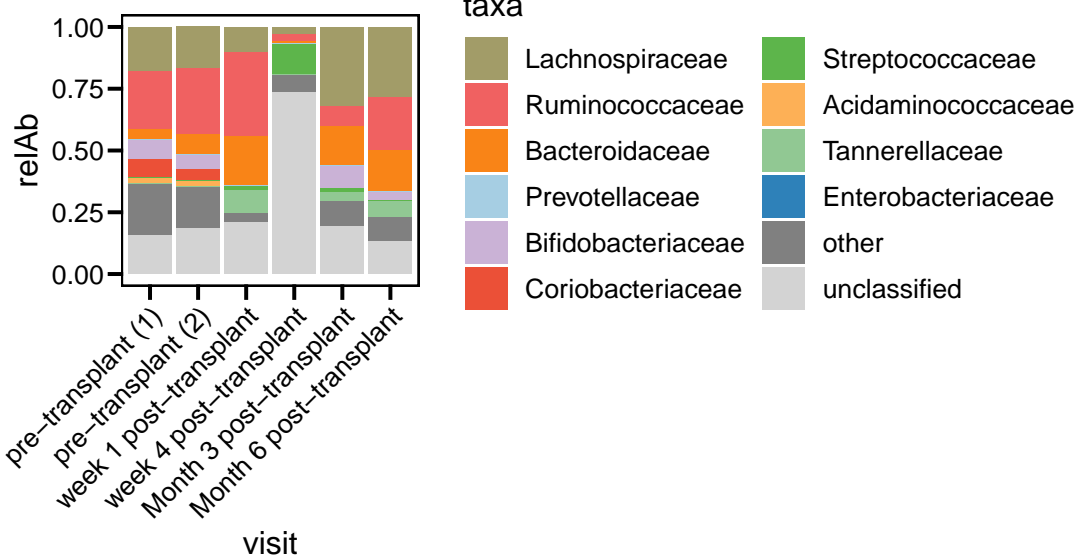 taxa
1.00
0.75
0.50
0.25
0.00
relAb
pre−transplant (1)
pre−transplant (2)
week 1 post−transplant
week 4 post−transplant
Month 3 post−transplant
Month 6 post−transplant
visit
Lachnospiraceae
Ruminococcaceae
Bacteroidaceae
Prevotellaceae
Bifidobacteriaceae
Coriobacteriaceae
Streptococcaceae
Acidaminococcaceae
Tannerellaceae
Enterobacteriaceae
other
unclassified